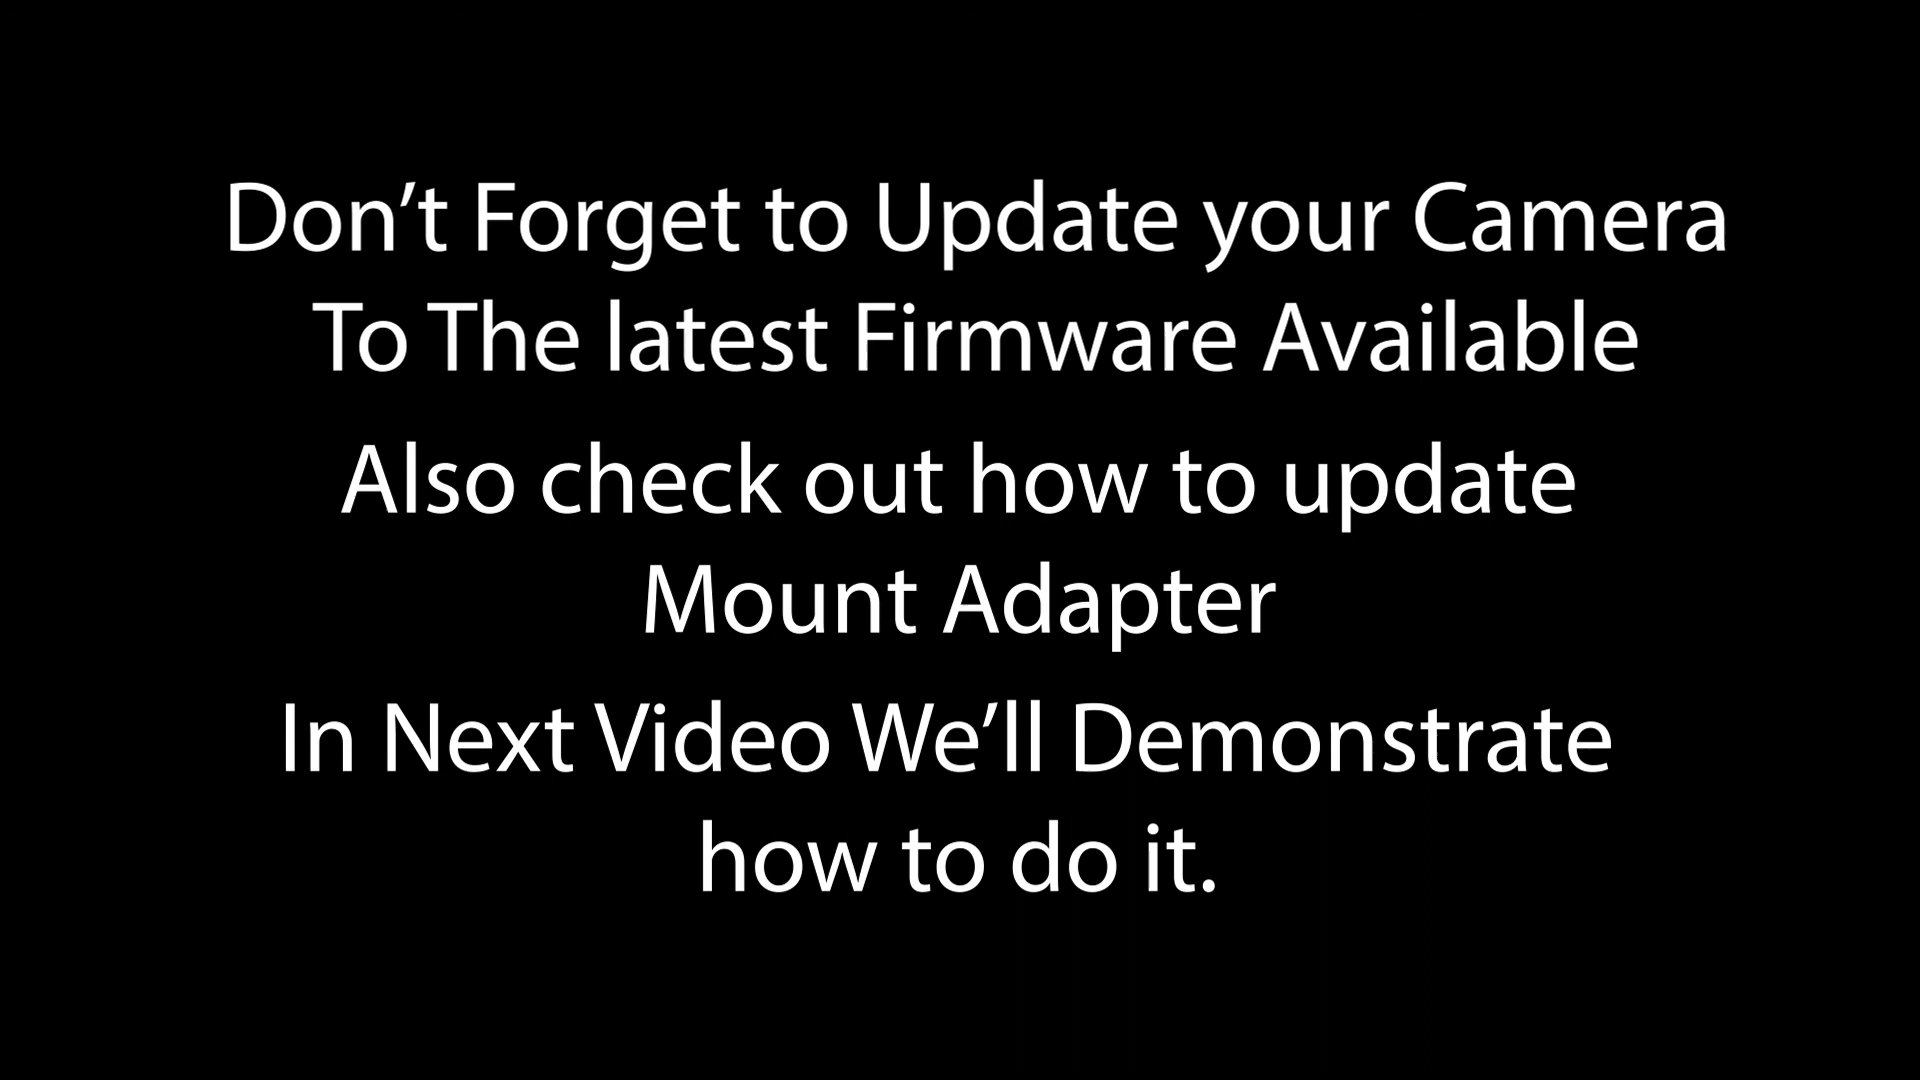 Don’t Forget to Update your Camera
To The latest Firmware Available
Also check out how to update
Mount Adapter
In Next Video We’ll Demonstrate
how to do it.